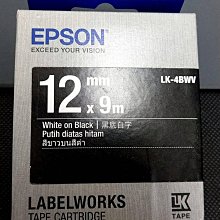 EPSON
EXCEED YOUR VISION
12 mm x 9m
LK-4BWV
White on Black | 黑底白字
Putih diatas hitam
สีขาวบนสีดำ
LABELWORKS
TAPE CARTRIDGE
LK
TAPE